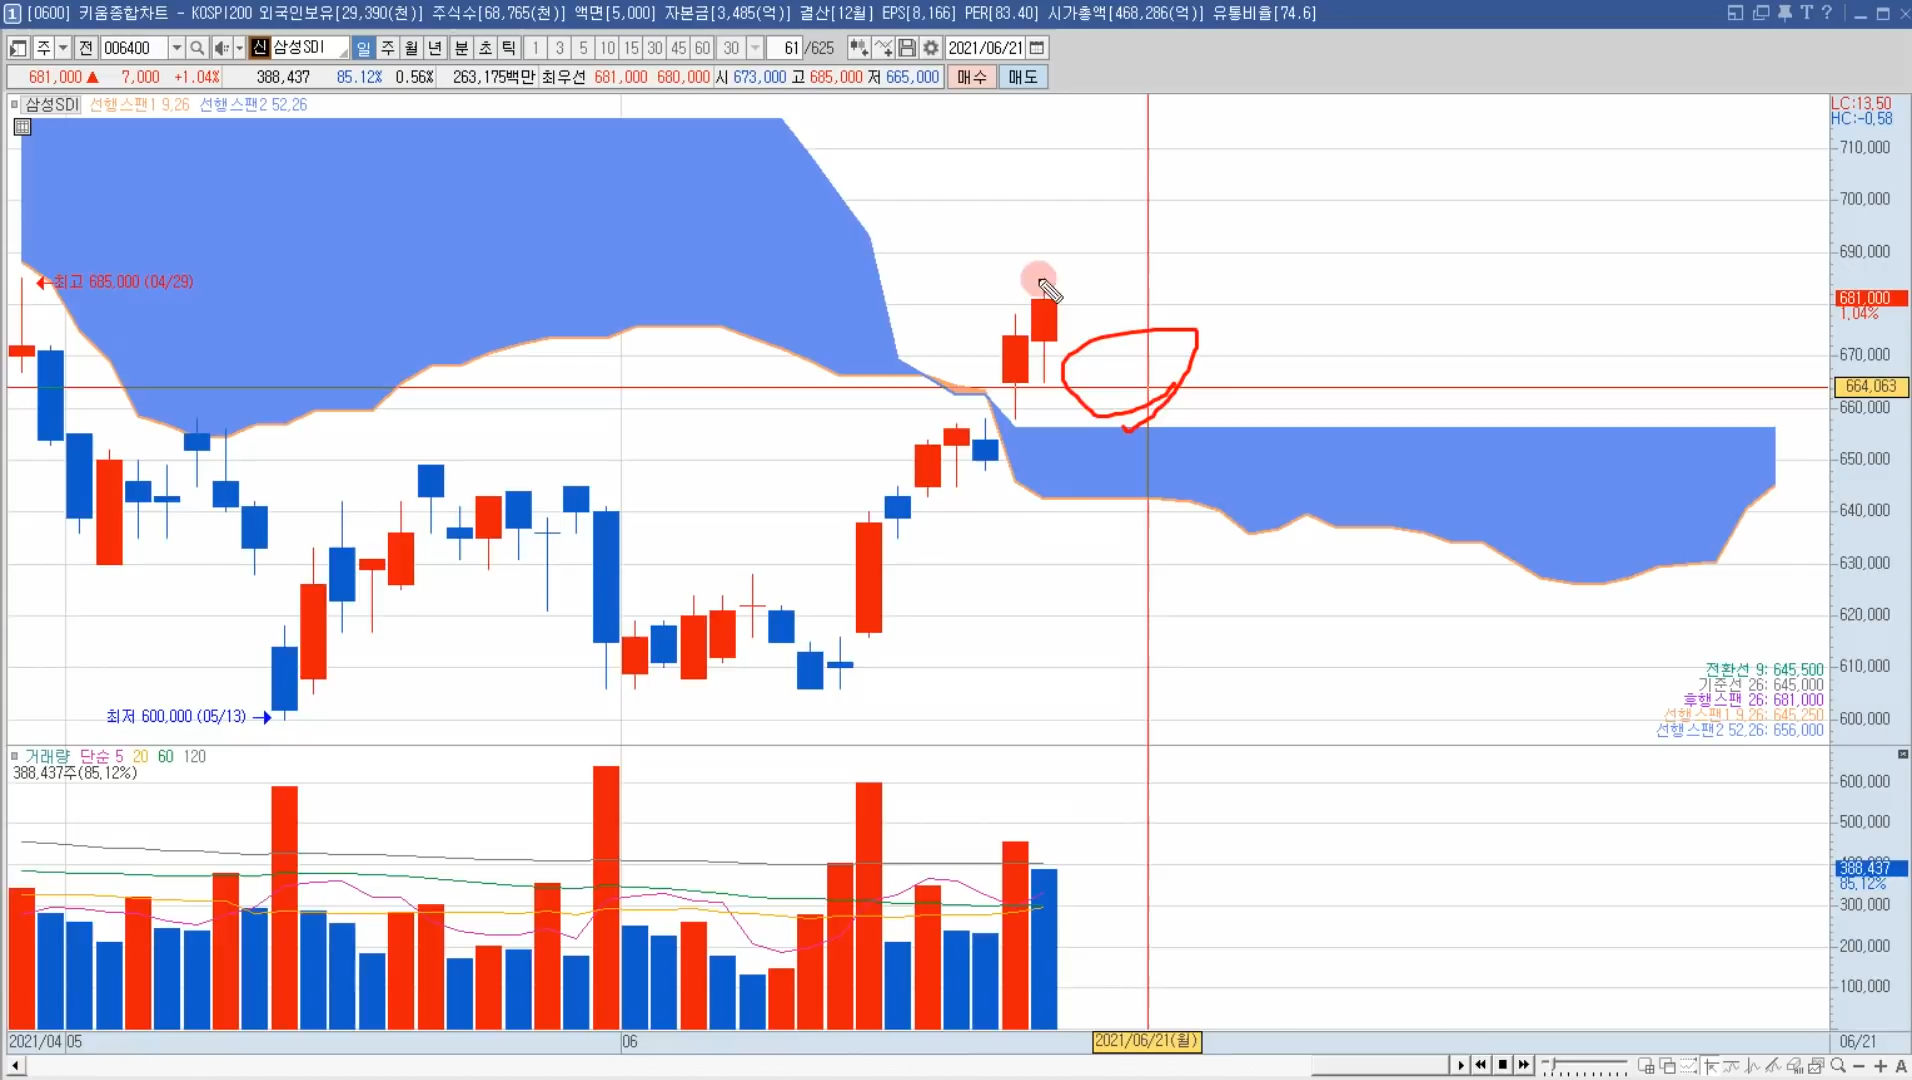 1 [0600] 키움종합차트 - KOSPI200 외국인보유[29,390(천)] 주식수[68,765(천)] 액면[5,000] 자본금[3,485(억)] 결산[12월] EPS[8,166] PER[83.40] 시가총액[468,286(억)] 유통비율[74.6] T ?
주 전 006400 신 삼성SDI 일 주 월 년 분 초 틱 1 3 5 10 15 30 45 60 30 61 /625 2021/06/21
681,000 ▲ 7,000 +1.04% 388,437 85.12% 0.56% 263,175백만 최우선 681,000 680,000 시 673,000 고 685,000 저 665,000 매수 매도
삼성SDI 선행스팬1 9,26 선행스팬2 52,26
LC:13,50
HC:-0,58
710,000
700,000
690,000
최고 685,000 (04/29)
681,000
1,04%
670,000
664,063
660,000
650,000
640,000
630,000
620,000
610,000
600,000
전환선 9: 645,500
기준선 26: 645,000
후행스팬 26: 681,000
선행스팬1 9,26: 645,250
선행스팬2 52,26: 656,000
최저 600,000 (05/13)
거래량 단순 5 20 60 120
388,437주(85,12%)
600,000
500,000
388,437
85,12%
300,000
200,000
100,000
2021/04 05 06 2021/06/21(월) 06/21
A